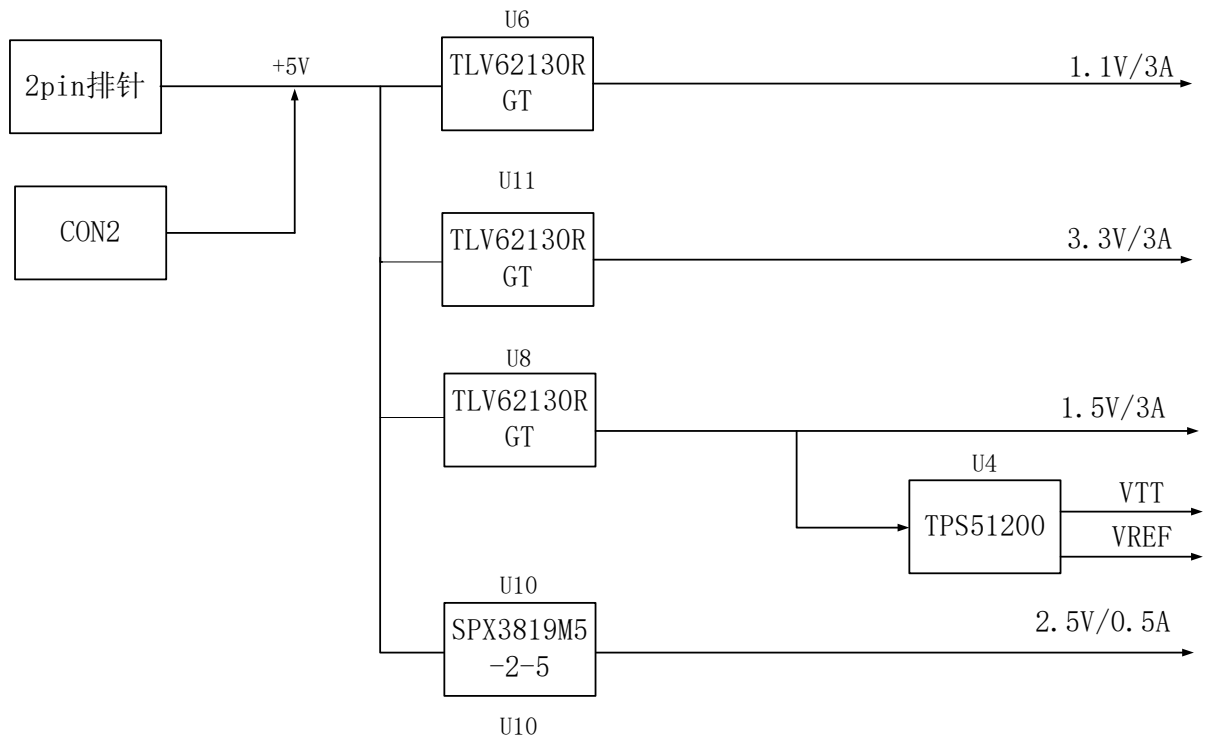 U6
2pin排针
+5V
TLV62130R
GT
1.1V/3A
U11
CON2
TLV62130R
GT
3.3V/3A
U8
TLV62130R
GT
1.5V/3A
U4
TPS51200
VTT
VREF
U10
SPX3819M5
-2-5
2.5V/0.5A
U10